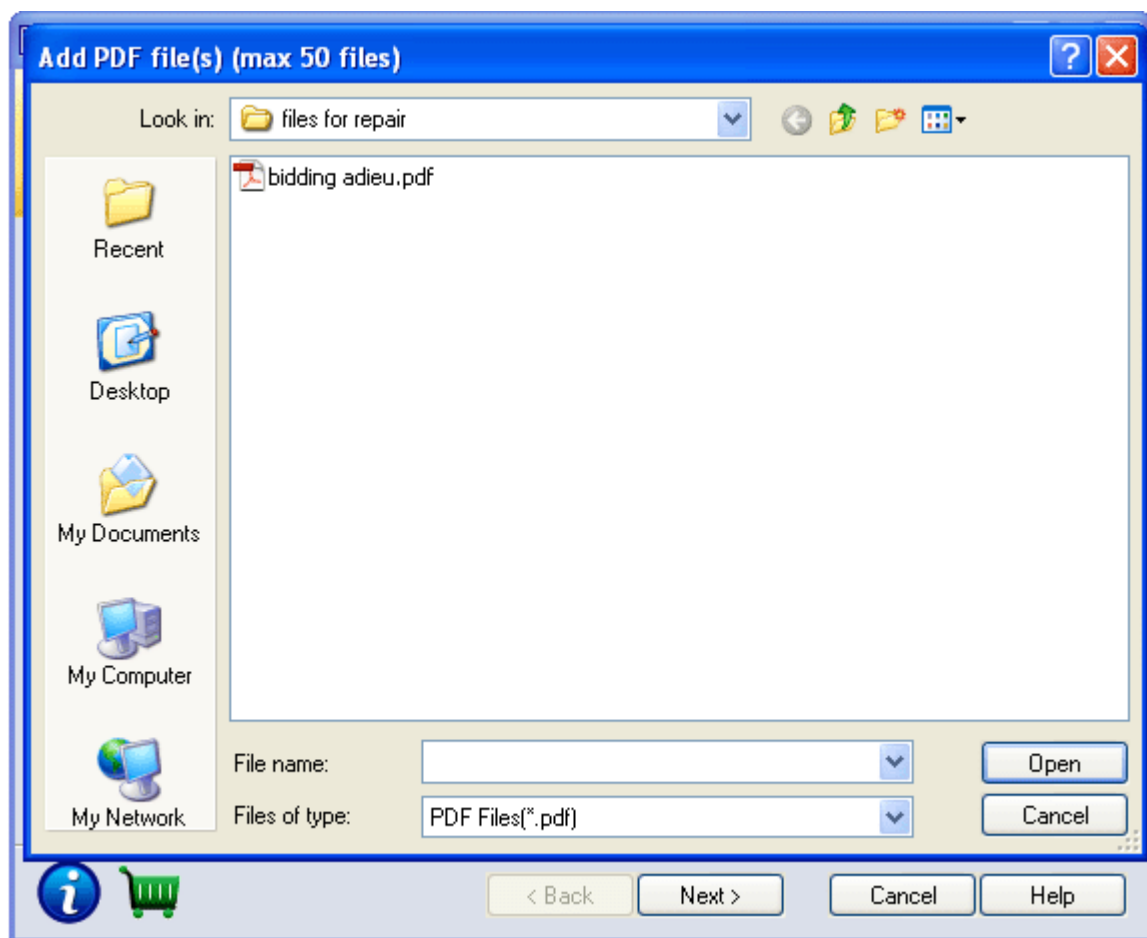 Add PDF file(s) (max 50 files)
Look in: files for repair
bidding adieu.pdf
Recent
Desktop
My Documents
My Computer
My Network
File name:
Open
Files of type: PDF Files(*.pdf) Cancel
< Back Next > Cancel Help